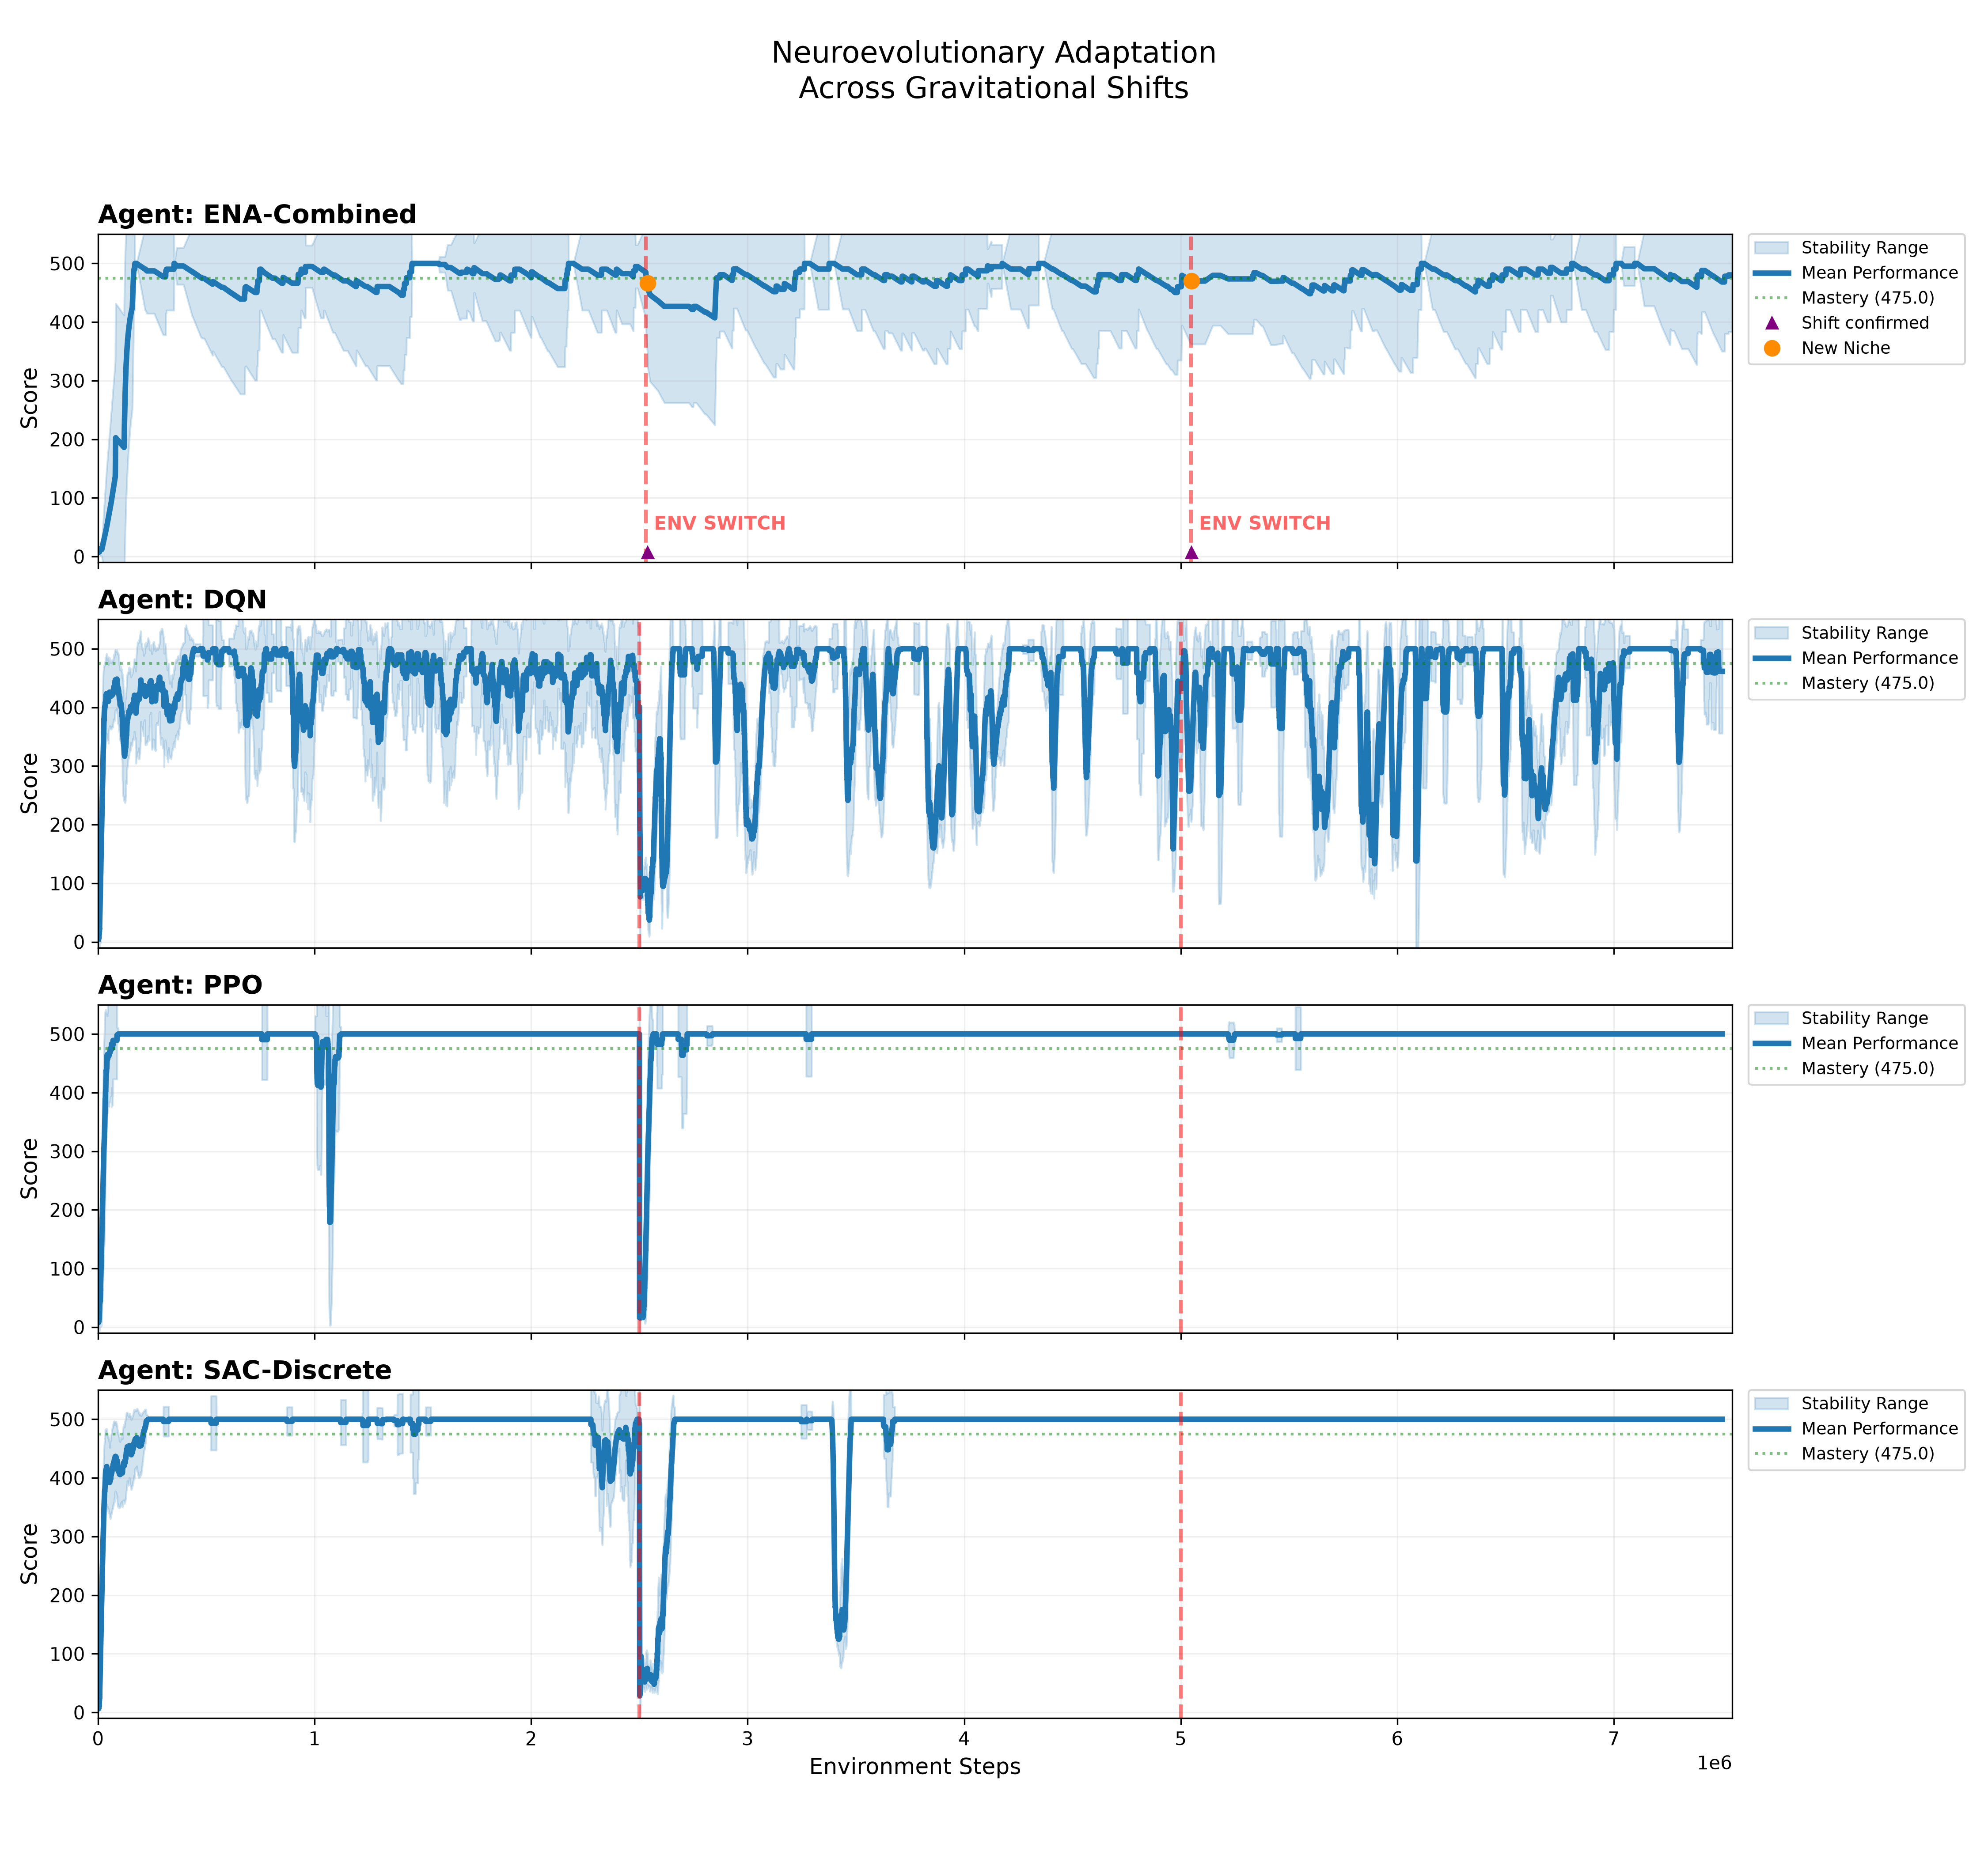 Neuroevolutionary Adaptation
Across Gravitational Shifts
Agent: ENA-Combined
500
400
300
200
100
0
Score
ENV SWITCH
ENV SWITCH
Stability Range
Mean Performance
Mastery (475.0)
Shift confirmed
New Niche
Agent: DQN
500
400
300
200
100
0
Score
Stability Range
Mean Performance
Mastery (475.0)
Agent: PPO
500
400
300
200
100
0
Score
Stability Range
Mean Performance
Mastery (475.0)
Agent: SAC-Discrete
500
400
300
200
100
0
Score
Stability Range
Mean Performance
Mastery (475.0)
0 1 2 3 4 5 6 7
1e6
Environment Steps